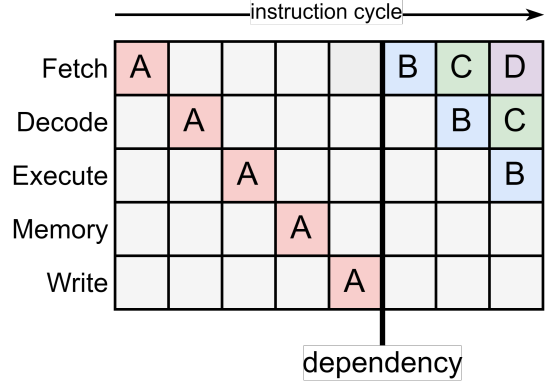 instruction cycle
Fetch A B C D
Decode A B C
Execute A B
Memory A
Write A
dependency